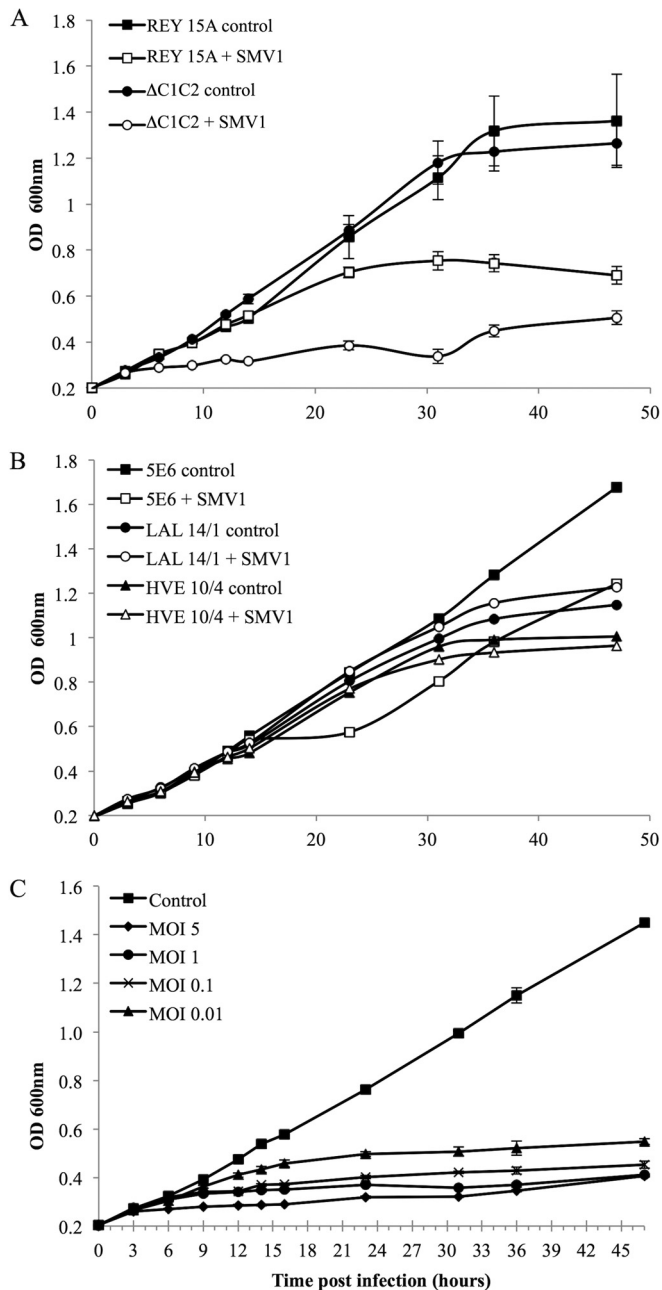 A
REY 15A control
REY 15A + SMV1
ΔC1C2 control
ΔC1C2 + SMV1
1.8
1.6
1.4
1.2
1
0.8
0.6
0.4
0.2
OD 600nm
0 10 20 30 40 50
B
5E6 control
5E6 + SMV1
LAL 14/1 control
LAL 14/1 + SMV1
HVE 10/4 control
HVE 10/4 + SMV1
1.8
1.6
1.4
1.2
1
0.8
0.6
0.4
0.2
OD 600nm
0 10 20 30 40 50
C
Control
MOI 5
MOI 1
MOI 0.1
MOI 0.01
1.6
1.4
1.2
1.0
0.8
0.6
0.4
0.2
OD 600nm
0 3 6 9 12 15 18 21 24 27 30 33 36 39 42 45
Time post infection (hours)